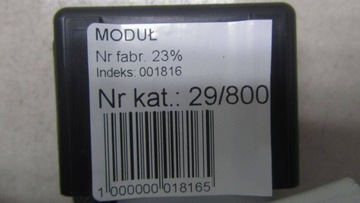 MODUŁ
Nr fabr. 23%
Indeks: 001816
Nr kat.: 29/800
1 000000 018165